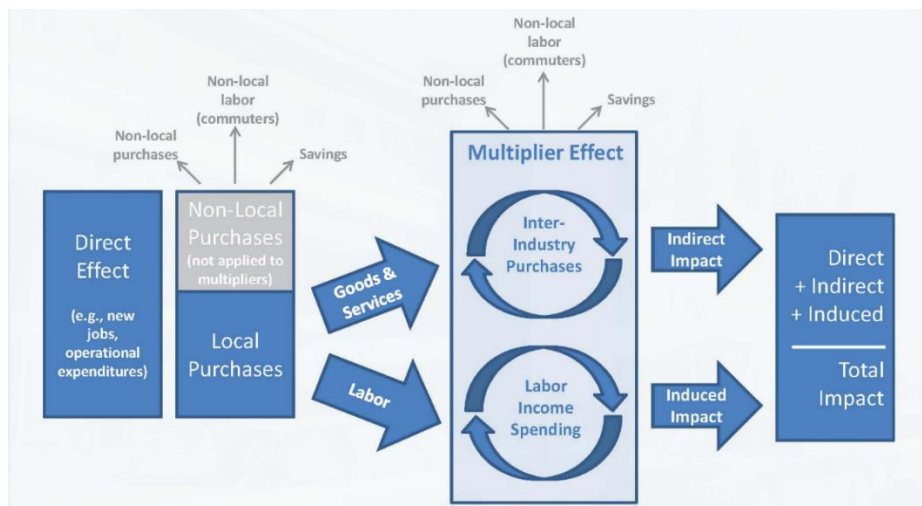 Non-local
labor
(commuters)
Non-local
purchases
Savings
Non-local
labor
(commuters)
Non-local
purchases
Savings
Direct
Effect
(e.g., new
jobs,
operational
expenditures)
Non-Local
Purchases
(not applied to
multipliers)
Local
Purchases
Goods &
Services
Labor
Multiplier Effect
Inter-
Industry
Purchases
Labor
Income
Spending
Indirect
Impact
Induced
Impact
Direct
+ Indirect
+ Induced
Total
Impact